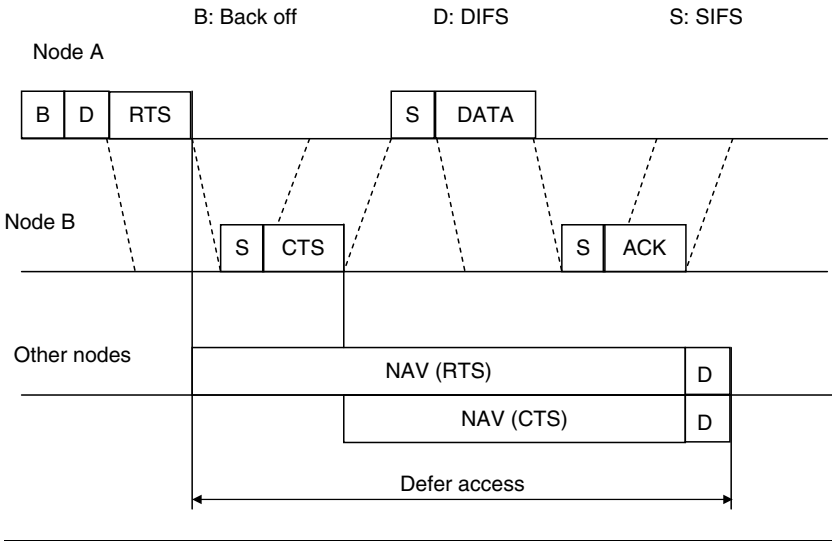 B: Back off D: DIFS S: SIFS
Node A
B D RTS S DATA
Node B
S CTS S ACK
Other nodes
NAV (RTS) D
NAV (CTS) D
Defer access